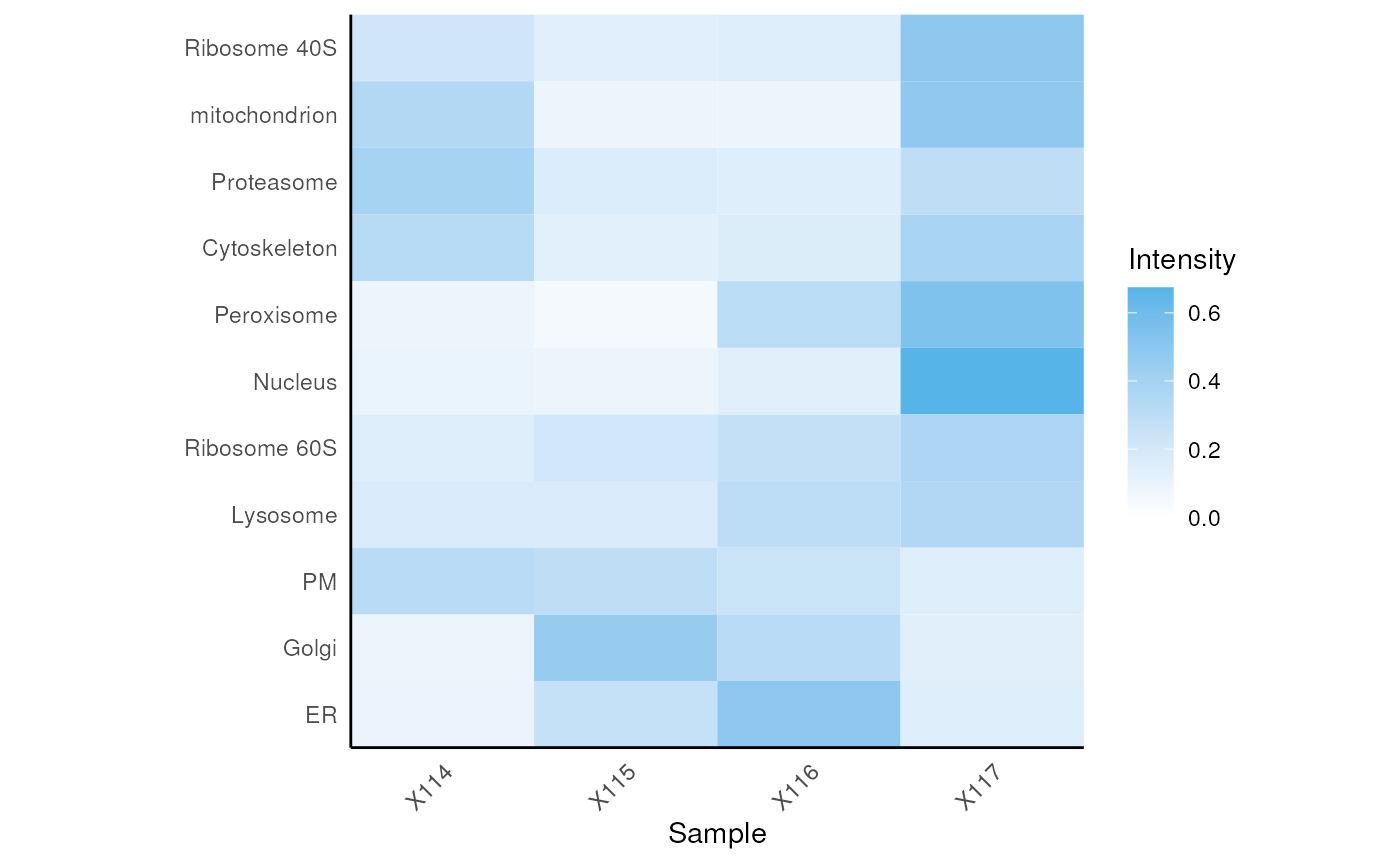 Ribosome 40S
mitochondrion
Proteasome
Cytoskeleton
Peroxisome
Nucleus
Ribosome 60S
Lysosome
PM
Golgi
ER
X114
X115
X116
X117
Sample
Intensity
0.6
0.4
0.2
0.0